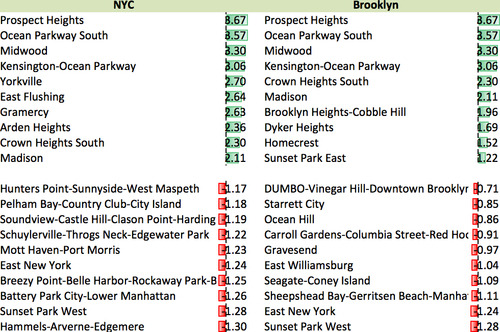 NYC Brooklyn
Prospect Heights 3.67 Prospect Heights 3.67
Ocean Parkway South 3.57 Ocean Parkway South 3.57
Midwood 3.30 Midwood 3.30
Kensington-Ocean Parkway 3.06 Kensington-Ocean Parkway 3.06
Yorkville 2.70 Crown Heights South 2.30
East Flushing 2.64 Madison 2.11
Gramercy 2.63 Brooklyn Heights-Cobble Hill 1.96
Arden Heights 2.36 Dyker Heights 1.69
Crown Heights South 2.30 Homecrest 1.52
Madison 2.11 Sunset Park East 1.22
Hunters Point-Sunnyside-West Maspeth -1.17 DUMBO-Vinegar Hill-Downtown Brooklyn -0.71
Pelham Bay-Country Club-City Island -1.18 Starrett City -0.85
Soundview-Castle Hill-Clason Point-Harding -1.19 Ocean Hill -0.86
Schuylerville-Throgs Neck-Edgewater Park -1.22 Carroll Gardens-Columbia Street-Red Hoo -0.91
Mott Haven-Port Morris -1.23 Gravesend -0.97
East New York -1.24 East Williamsburg -1.04
Breezy Point-Belle Harbor-Rockaway Park-B -1.25 Seagate-Coney Island -1.09
Battery Park City-Lower Manhattan -1.26 Sheepshead Bay-Gerritsen Beach-Manha -1.11
Sunset Park West -1.28 East New York -1.24
Hammels-Arverne-Edgemere -1.30 Sunset Park West -1.28